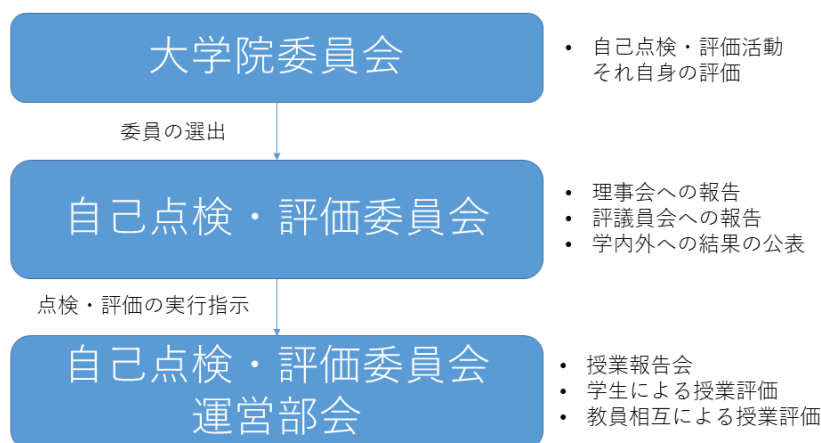 大学院委員会
• 自己点検・評価活動
それ自身の評価
委員の選出
自己点検・評価委員会
• 理事会への報告
• 評議員会への報告
• 学内外への結果の公表
点検・評価の実行指示
自己点検・評価委員会
運営部会
• 授業報告会
• 学生による授業評価
• 教員相互による授業評価